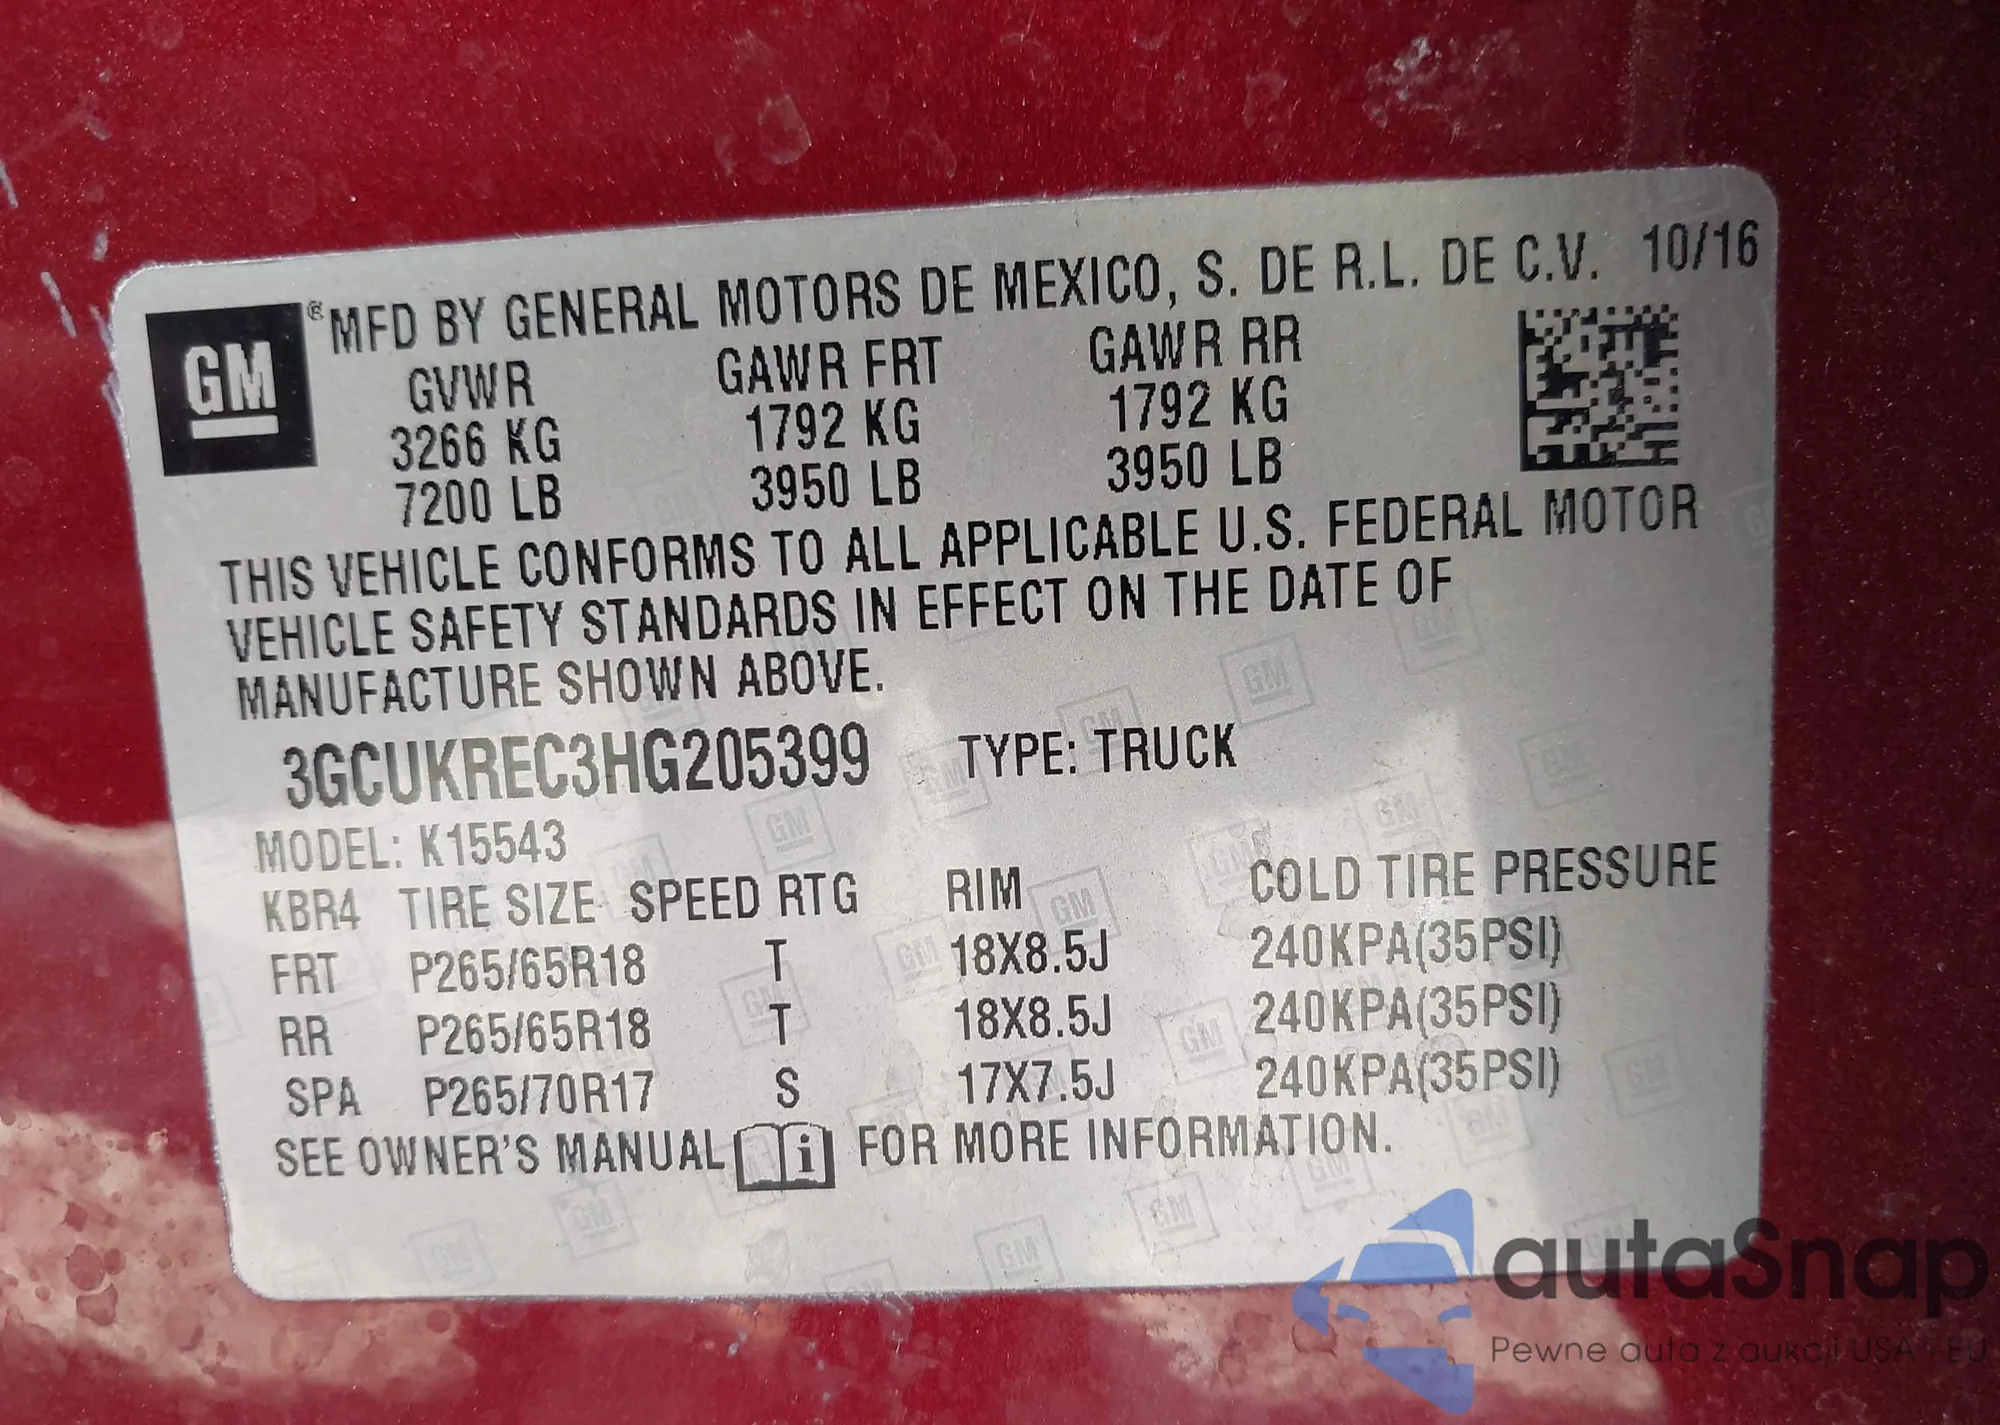 GM
® MFD BY GENERAL MOTORS DE MEXICO, S. DE R.L. DE C.V. 10/16
GVWR GAWR FRT GAWR RR
3266 KG 1792 KG 1792 KG
7200 LB 3950 LB 3950 LB
THIS VEHICLE CONFORMS TO ALL APPLICABLE U.S. FEDERAL MOTOR
VEHICLE SAFETY STANDARDS IN EFFECT ON THE DATE OF
MANUFACTURE SHOWN ABOVE.
3GCUKREC3HG205399 TYPE: TRUCK
MODEL: K15543
KBR4 TIRE SIZE SPEED RTG RIM COLD TIRE PRESSURE
FRT P265/65R18 T 18X8.5J 240KPA(35PSI)
RR P265/65R18 T 18X8.5J 240KPA(35PSI)
SPA P265/70R17 S 17X7.5J 240KPA(35PSI)
SEE OWNER'S MANUAL i FOR MORE INFORMATION.
autaSnap
Pewne auta z aukcji USA i EU